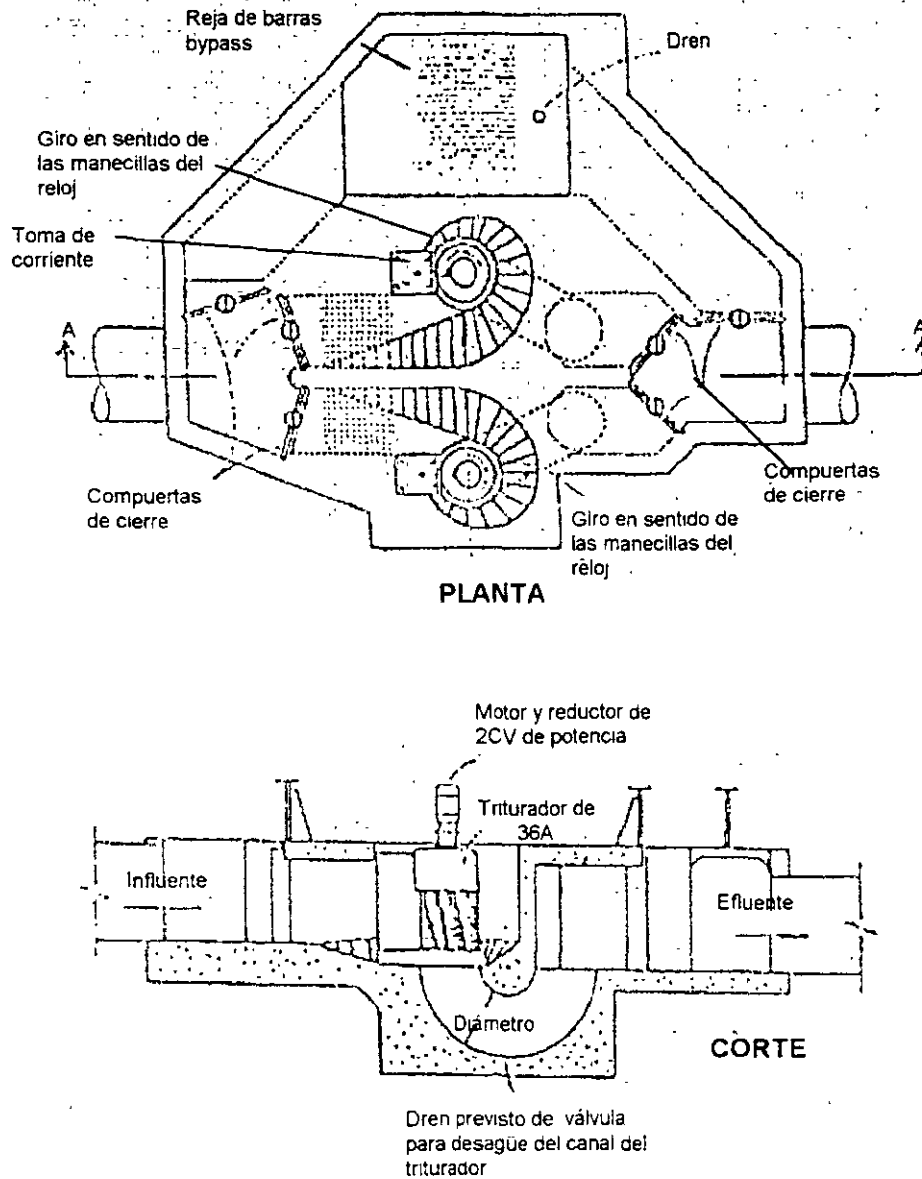 Reja de barras
bypass
Dren
Giro en sentido de
las manecillas del
reloj
Toma de
corriente
A
A
Compuertas
de cierre
Compuertas
de cierre
Giro en sentido de
las manecillas del
rèloj
PLANTA
Motor y reductor de
2CV de potencia
Triturador de
36A
Influente
Efluente
Diámetro
CORTE
Dren previsto de válvula
para desagüe del canal del
triturador